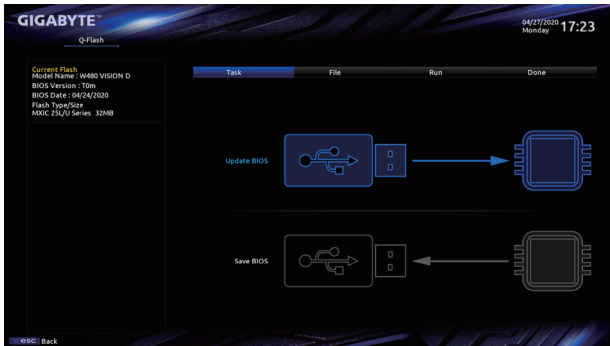 GIGABYTE™
04/27/2020
Monday 17:23
Q-Flash
Current Flash
Model Name : W480 VISION D
BIOS Version : T0m
BIOS Date : 04/24/2020
Flash Type/Size
MXIC 25L/U Series 32MB
Task File Run Done
Update BIOS
Save BIOS
esc Back